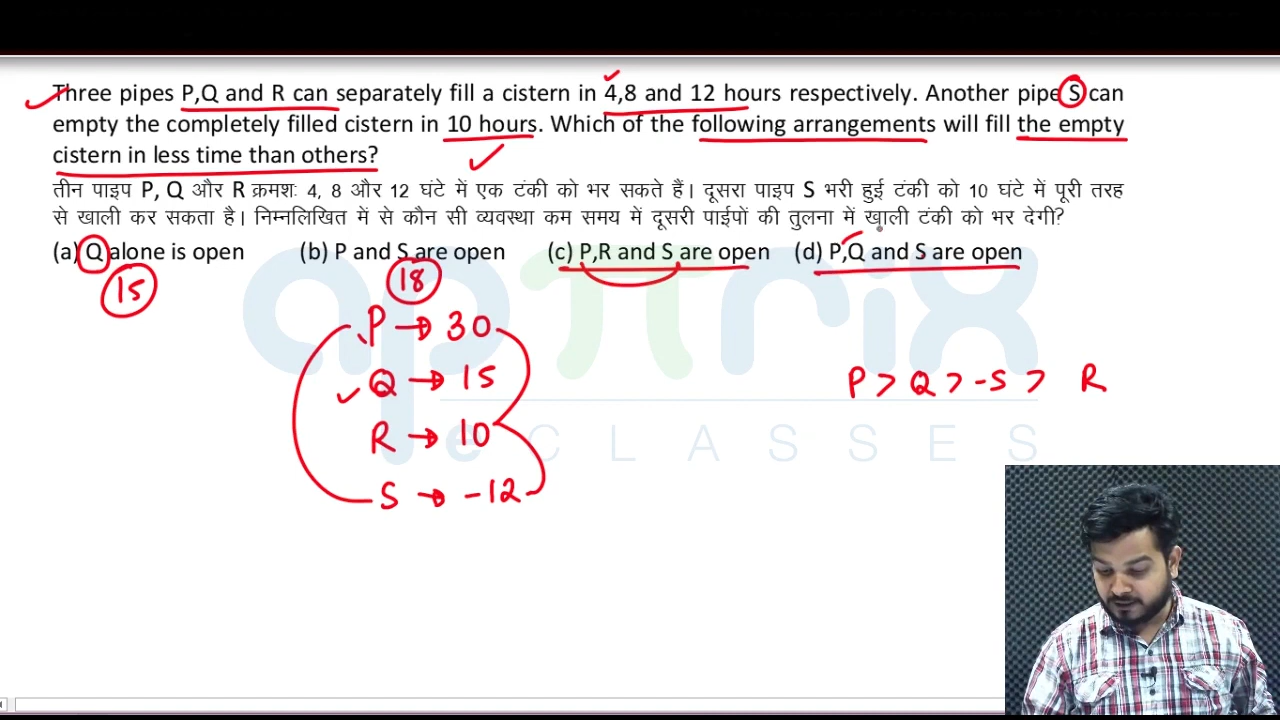 Three pipes P,Q and R can separately fill a cistern in 4,8 and 12 hours respectively. Another pipe S can
empty the completely filled cistern in 10 hours. Which of the following arrangements will fill the empty
cistern in less time than others?
तीन पाइप P, Q और R क्रमशः 4, 8 और 12 घंटे में एक टंकी को भर सकते हैं। दूसरा पाइप S भरी हुई टंकी को 10 घंटे में पूरी तरह
से खाली कर सकता है। निम्नलिखित में से कौन सी व्यवस्था कम समय में दूसरी पाईपों की तुलना में खाली टंकी को भर देगी?
(a) Q alone is open (b) P and S are open (c) P,R and S are open (d) P,Q and S are open
15 18
P → 30
Q → 15
R → 10
S → -12
P > Q > -S > R
apπrix
e CLASSES